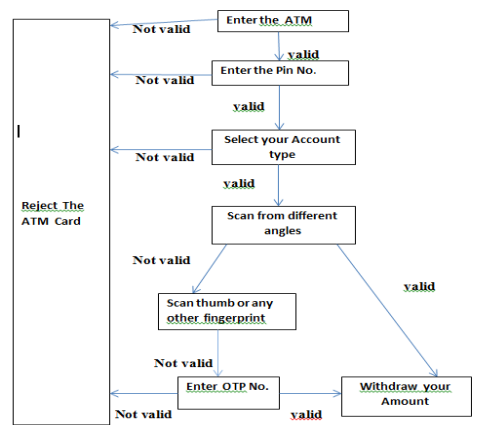 Enter the ATM
Not valid
valid
Enter the Pin No.
Not valid
valid
Select your Account
type
Not valid
valid
Reject The
ATM Card
Scan from different
angles
Not valid
valid
Scan thumb or any
other fingerprint
Not valid
Enter OTP No.
Withdraw your
Amount
Not valid
valid